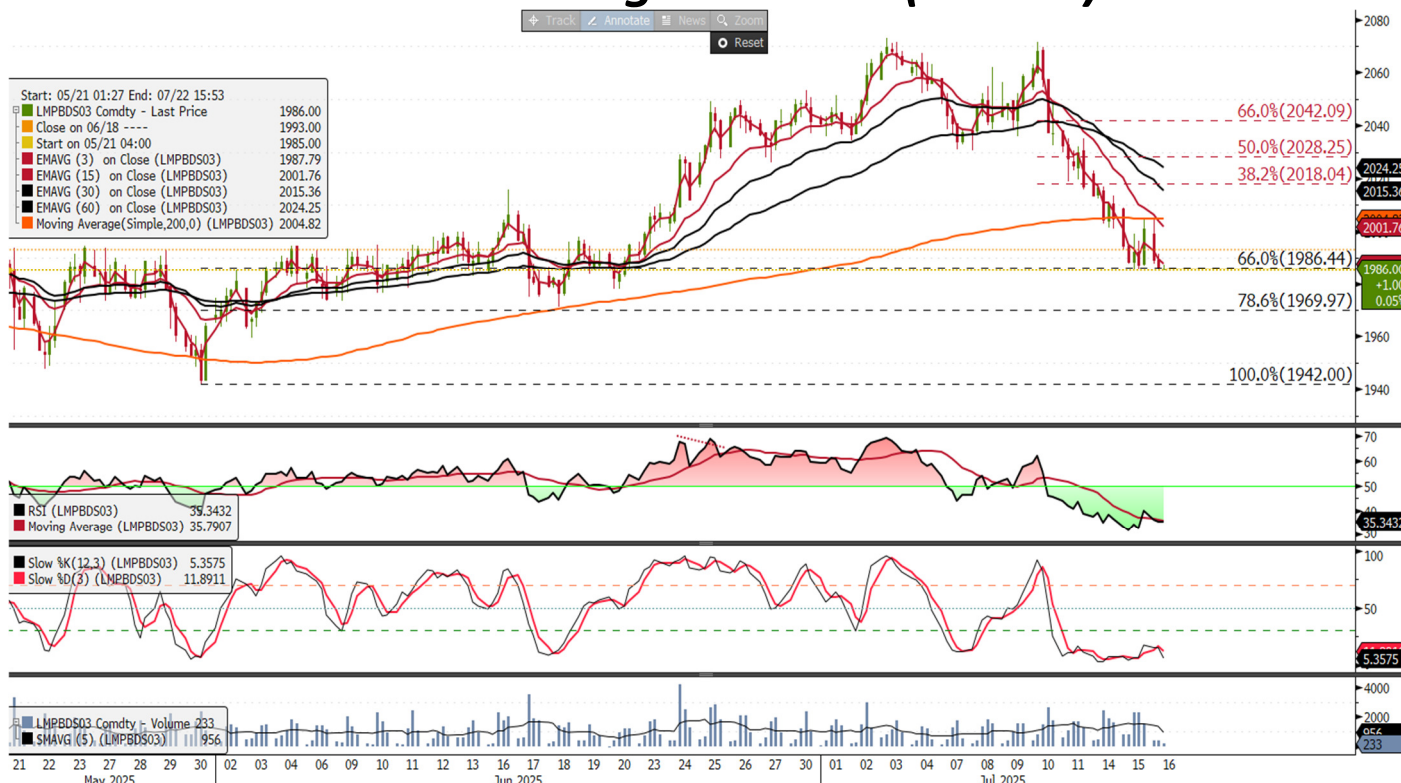 Track Annotate News Zoom
Reset
2080
2060
2040
1960
1940
Start: 05/21 01:27 End: 07/22 15:53
LMPBDS03 Comdty - Last Price 1986.00
Close on 06/18 ---- 1993.00
Start on 05/21 04:00 1985.00
EMAVG (3) on Close (LMPBDS03) 1987.79
EMAVG (15) on Close (LMPBDS03) 2001.76
EMAVG (30) on Close (LMPBDS03) 2015.36
EMAVG (60) on Close (LMPBDS03) 2024.25
Moving Average(Simple,200,0) (LMPBDS03) 2004.82
66.0%(2042.09)
50.0%(2028.25)
38.2%(2018.04)
66.0%(1986.44)
78.6%(1969.97)
100.0%(1942.00)
2024.25
2015.36
2001.76
1986.00
+1.00
0.05%
70
60
50
40
30
RSI (LMPBDS03) 35.3432
Moving Average (LMPBDS03) 35.7907
35.3432
100
50
Slow %K(12,3) (LMPBDS03) 5.3575
Slow %D(3) (LMPBDS03) 11.8911
5.3575
4000
2000
LMPBDS03 Comdty - Volume 233
SMAVG (5) (LMPBDS03) 956
956
233
21 22 23 27 28 29 30 02 03 04 05 06 09 10 11 12 13 16 17 18 19 20 23 24 25 26 27 30 01 02 03 04 07 08 09 10 11 14 15 16
May 2025 Jun 2025 Jul 2025